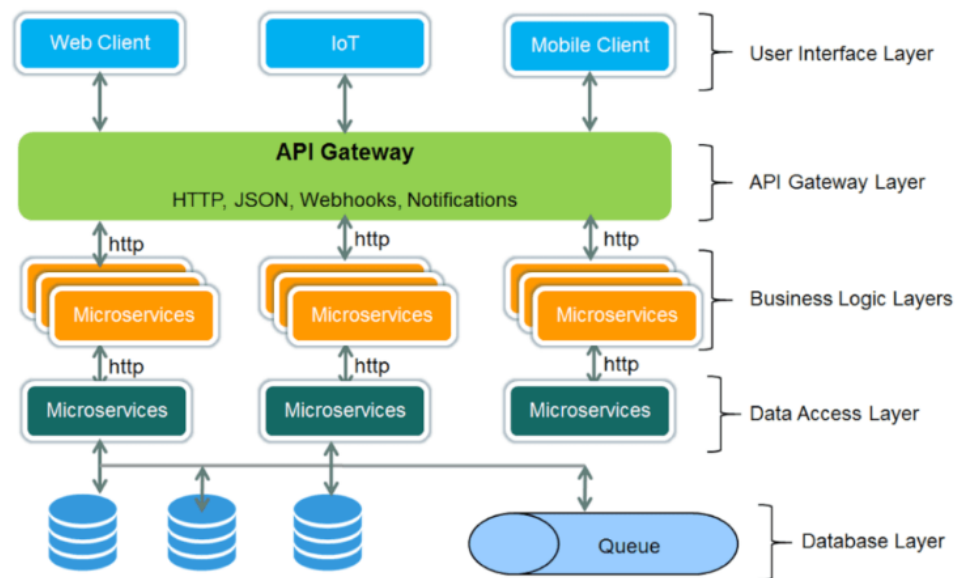 Web Client
IoT
Mobile Client
User Interface Layer
API Gateway
HTTP, JSON, Webhooks, Notifications
API Gateway Layer
http
http
http
Microservices
Microservices
Microservices
Business Logic Layers
http
http
http
Microservices
Microservices
Microservices
Data Access Layer
Queue
Database Layer